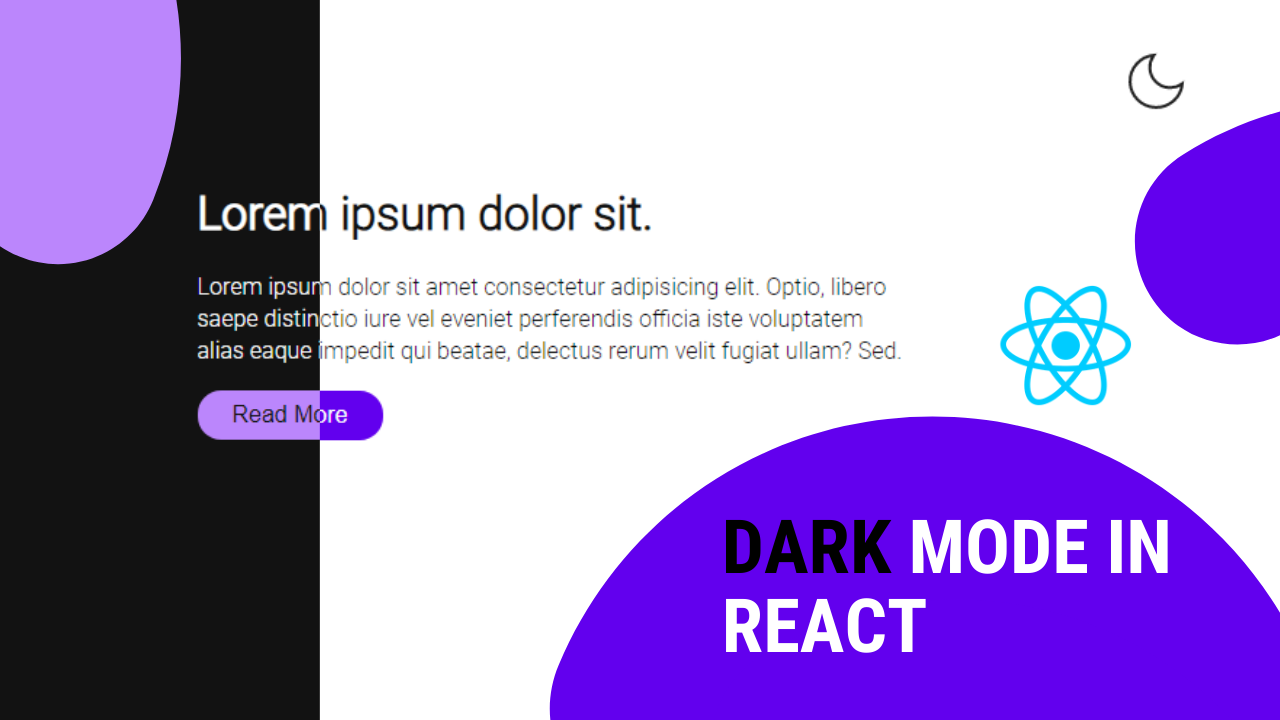 Lorem ipsum dolor sit.
Lorem ipsum dolor sit amet consectetur adipisicing elit. Optio, libero
saepe distinctio iure vel eveniet perferendis officia iste voluptatem
alias eaque impedit qui beatae, delectus rerum velit fugiat ullam? Sed.
Read More
DARK MODE IN
REACT